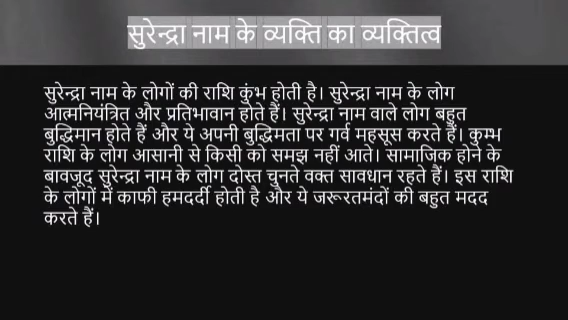 सुरेन्द्रा नाम के व्यक्ति का व्यक्तित्व
सुरेन्द्रा नाम के लोगों की राशि कुंभ होती है। सुरेन्द्रा नाम के लोग
आत्मनियंत्रित और प्रतिभावान होते हैं। सुरेन्द्रा नाम वाले लोग बहुत
बुद्धिमान होते हैं और ये अपनी बुद्धिमता पर गर्व महसूस करते हैं। कुम्भ
राशि के लोग आसानी से किसी को समझ नहीं आते। सामाजिक होने के
बावजूद सुरेन्द्रा नाम के लोग दोस्त चुनते वक्त सावधान रहते हैं। इस राशि
के लोगों में काफी हमदर्दी होती है और ये जरूरतमंदों की बहुत मदद
करते हैं।